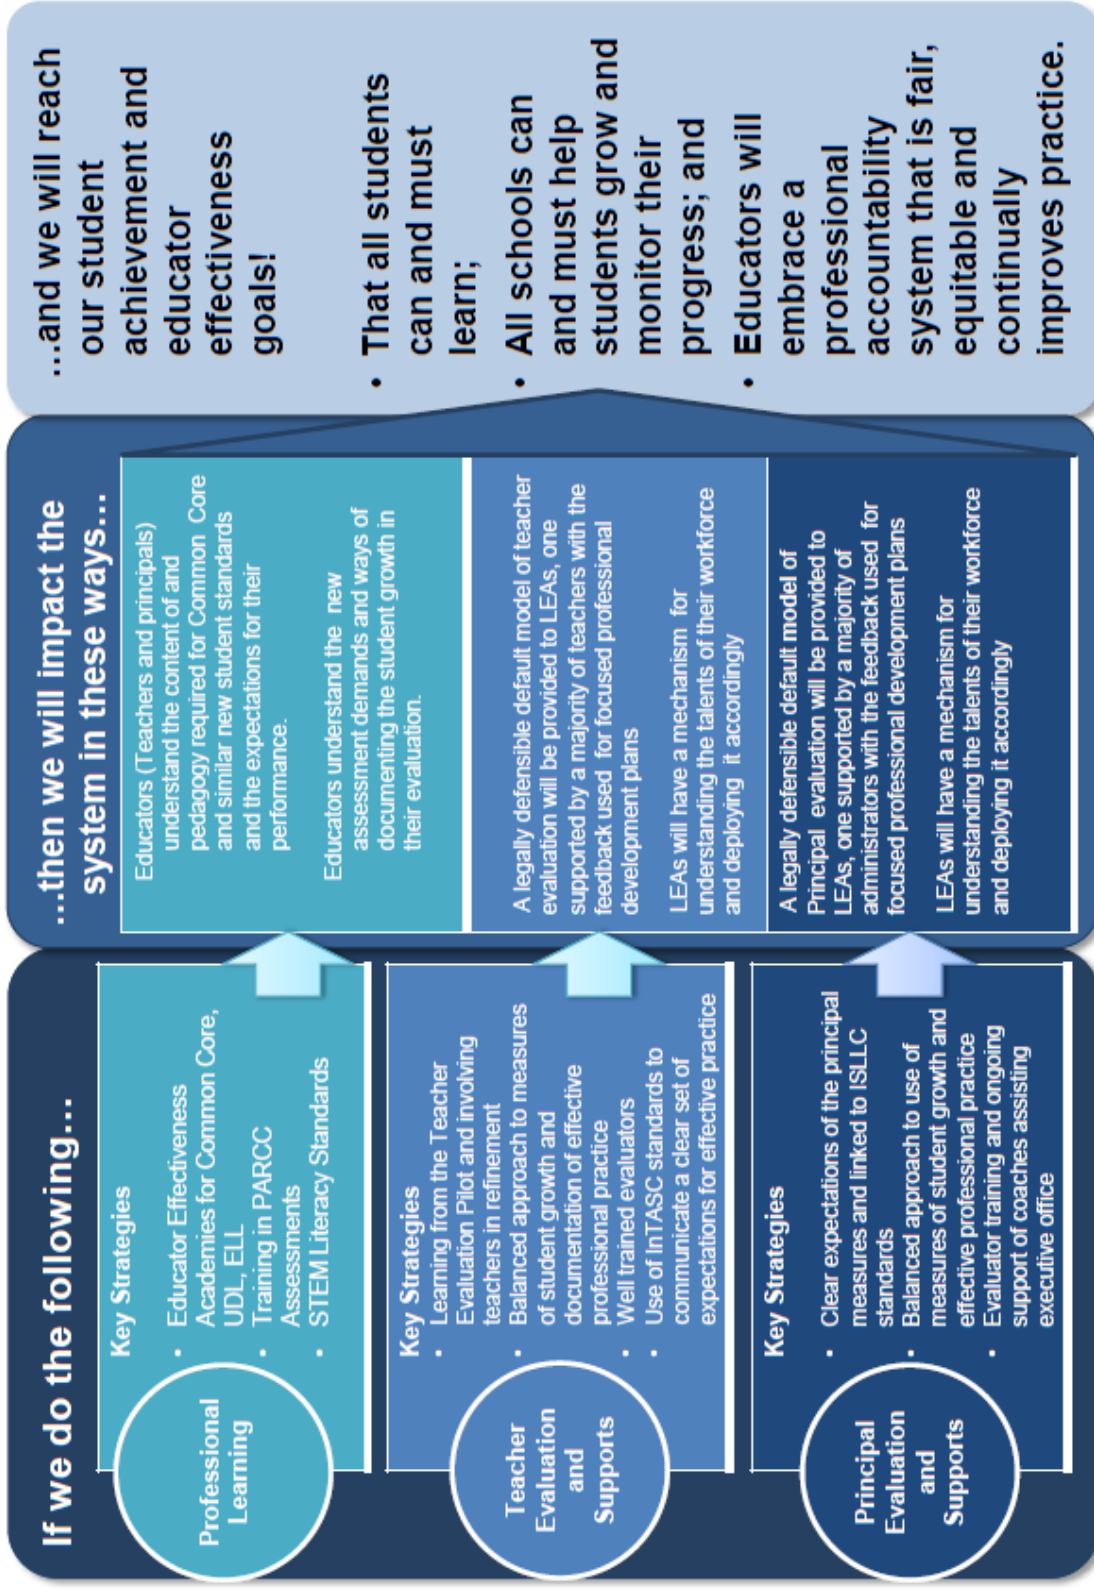 If we do the following…
Professional
Learning
Key Strategies
• Educator Effectiveness
Academies for Common Core,
UDL, ELL
• Training in PARCC
Assessments
• STEM Literacy Standards
Teacher
Evaluation
and
Supports
Key Strategies
• Learning from the Teacher
Evaluation Pilot and involving
teachers in refinement
• Balanced approach to measures
of student growth and
documentation of effective
professional practice
• Well trained evaluators
• Use of InTASC standards to
communicate a clear set of
expectations for effective practice
Principal
Evaluation
and
Supports
Key Strategies
• Clear expectations of the principal
measures and linked to ISLLC
standards
• Balanced approach to use of
measures of student growth and
effective professional practice
• Evaluator training and ongoing
support of coaches assisting
executive office
…then we will impact the
system in these ways…
Educators (Teachers and principals)
understand the content of and
pedagogy required for Common Core
and similar new student standards
and the expectations for their
performance.
Educators understand the new
assessment demands and ways of
documenting the student growth in
their evaluation.
A legally defensible default model of teacher
evaluation will be provided to LEAs, one
supported by a majority of teachers with the
feedback used for focused professional
development plans
LEAs will have a mechanism for
understanding the talents of their workforce
and deploying it accordingly
A legally defensible default model of
Principal evaluation will be provided to
LEAs, one supported by a majority of
administrators with the feedback used for
focused professional development plans
LEAs will have a mechanism for
understanding the talents of their workforce
and deploying it accordingly
…and we will reach
our student
achievement and
educator
effectiveness
goals!
• That all students
can and must
learn;
• All schools can
and must help
students grow and
monitor their
progress; and
• Educators will
embrace a
professional
accountability
system that is fair,
equitable and
continually
improves practice.